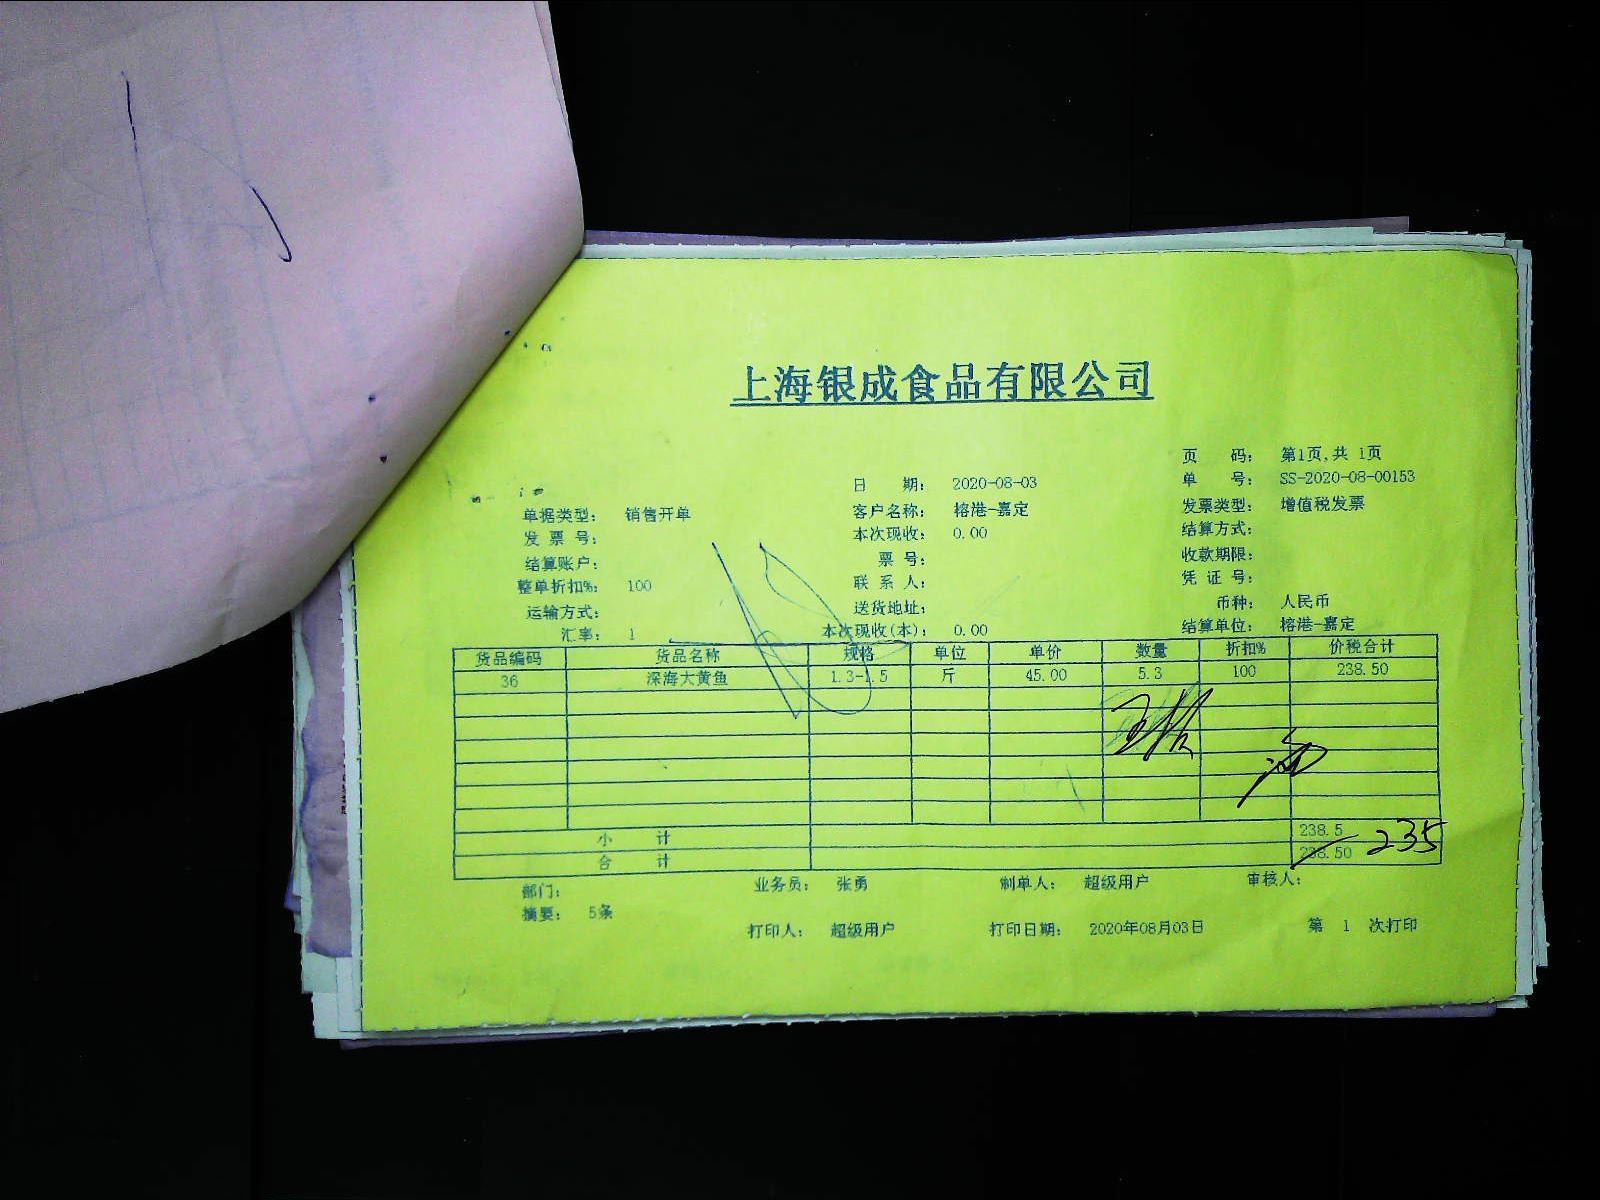 上海银成食品有限公司
页 码： 第1页,共 1页
日 期： 2020-08-03 单 号： SS-2020-08-00153
单据类型： 销售开单 客户名称： 榕港-嘉定 发票类型： 增值税发票
发 票 号： 本次现收： 0.00 结算方式：
结算账户： 票 号： 收款期限：
整单折扣%： 100 联 系 人： 凭 证 号：
运输方式： 送货地址： 币种： 人民币
汇率： 1 本次现收(本)： 0.00 结算单位： 榕港-嘉定
货品编码 货品名称 规格 单位 单价 数量 折扣% 价税合计
36 深海大黄鱼 1.3-1.5 斤 45.00 5.3 100 238.50
小 计 238.5
合 计 238.50 235
部门： 业务员： 张勇 制单人： 超级用户 审核人：
摘要： 5条
打印人： 超级用户 打印日期： 2020年08月03日 第 1 次打印